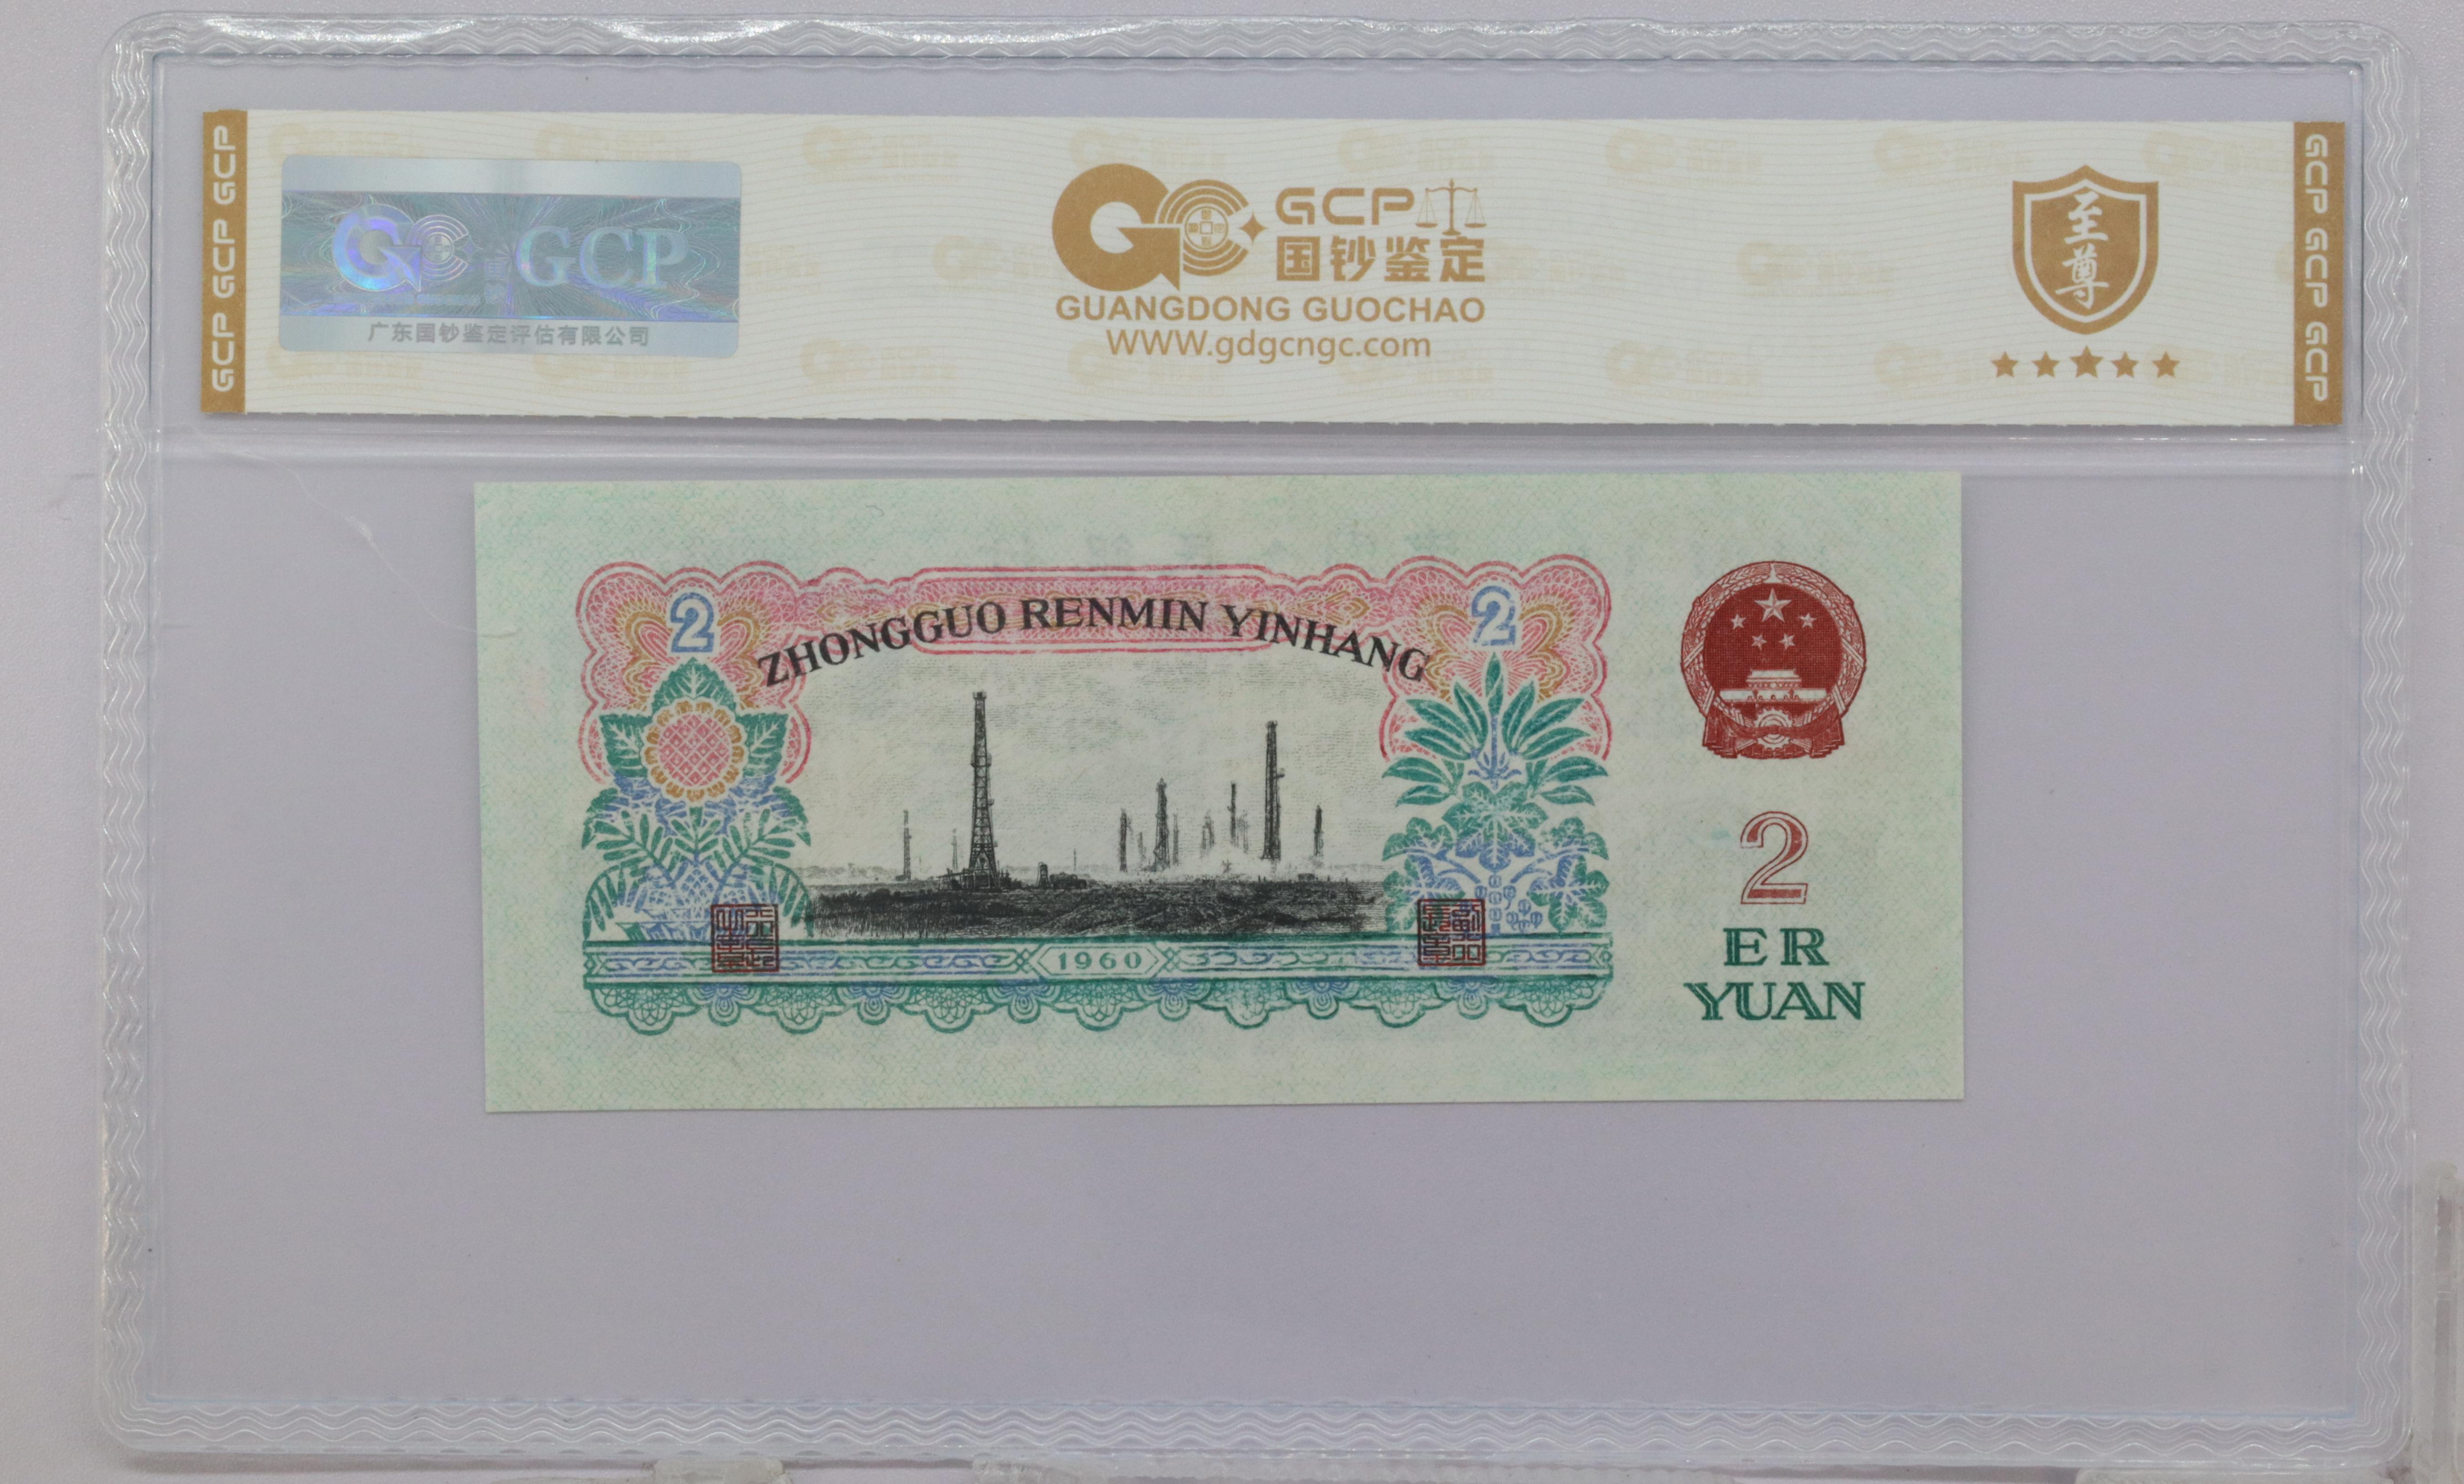 GCP GCP GCP
GCP
广东国钞鉴定评估有限公司
GCP
国钞鉴定
GUANGDONG GUOCHAO
WWW.gdgcngc.com
至尊
GCP GCP GCP
2
ZHONGGUO RENMIN YINHANG
2
1960
2
ER
YUAN